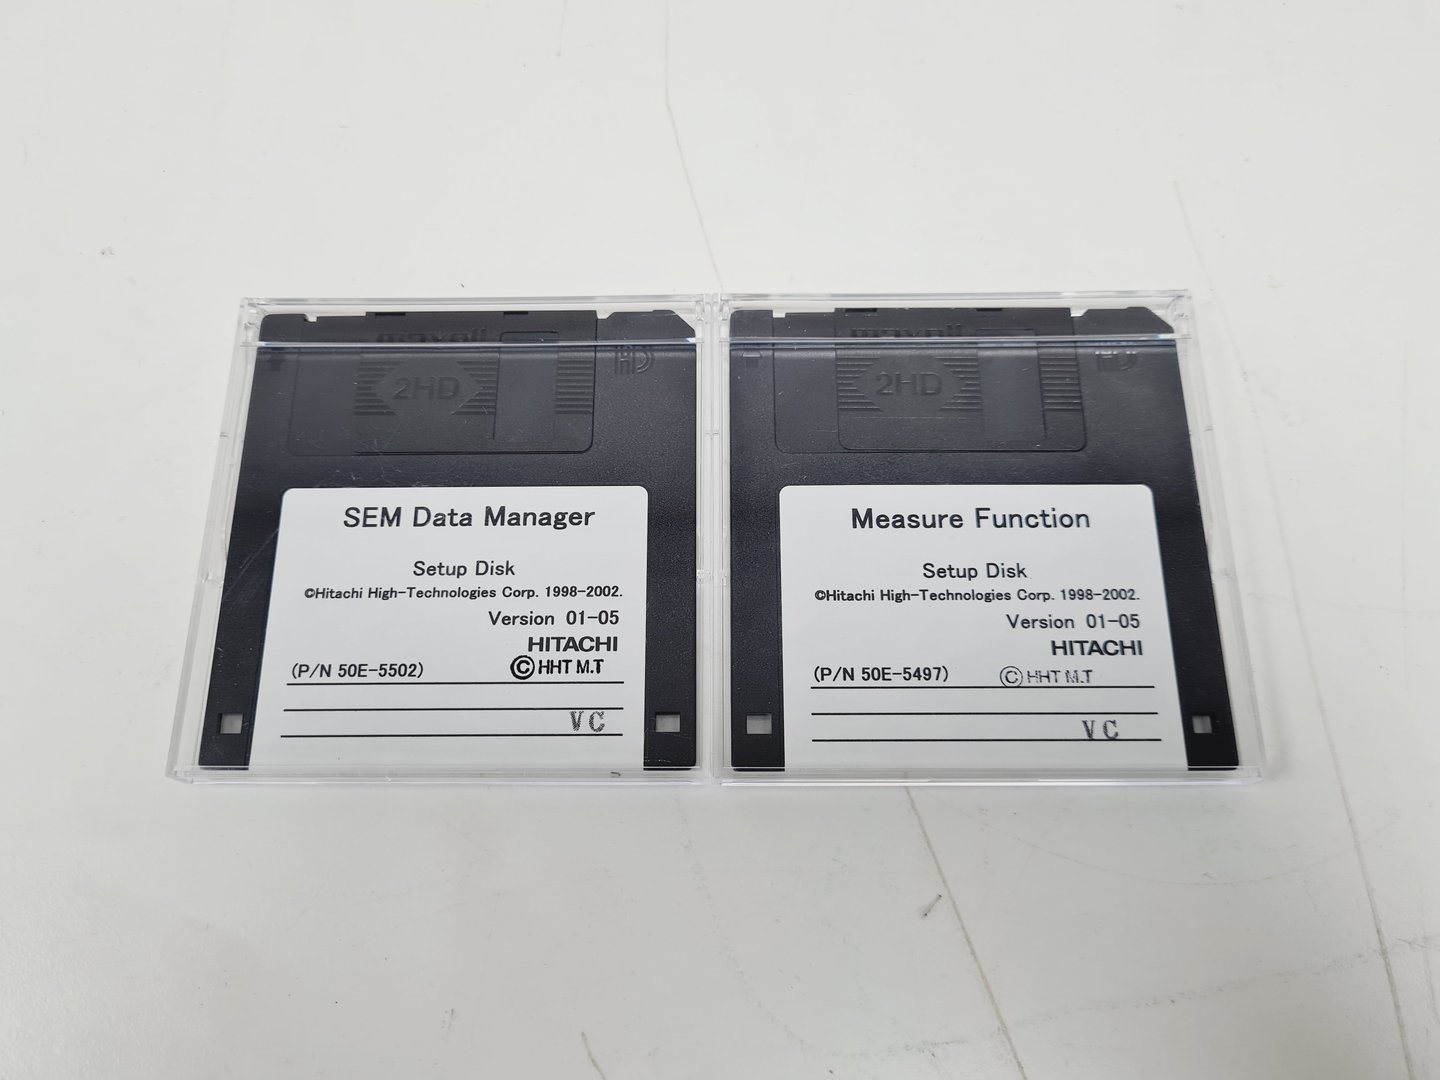 maxell
2HD
HD
SEM Data Manager
Setup Disk
©Hitachi High-Technologies Corp. 1998-2002.
Version 01-05
HITACHI
(P/N 50E-5502) ©HHT M.T
VC
maxell
2HD
HD
Measure Function
Setup Disk
©Hitachi High-Technologies Corp. 1998-2002.
Version 01-05
HITACHI
(P/N 50E-5497) ©HHT M.T
VC